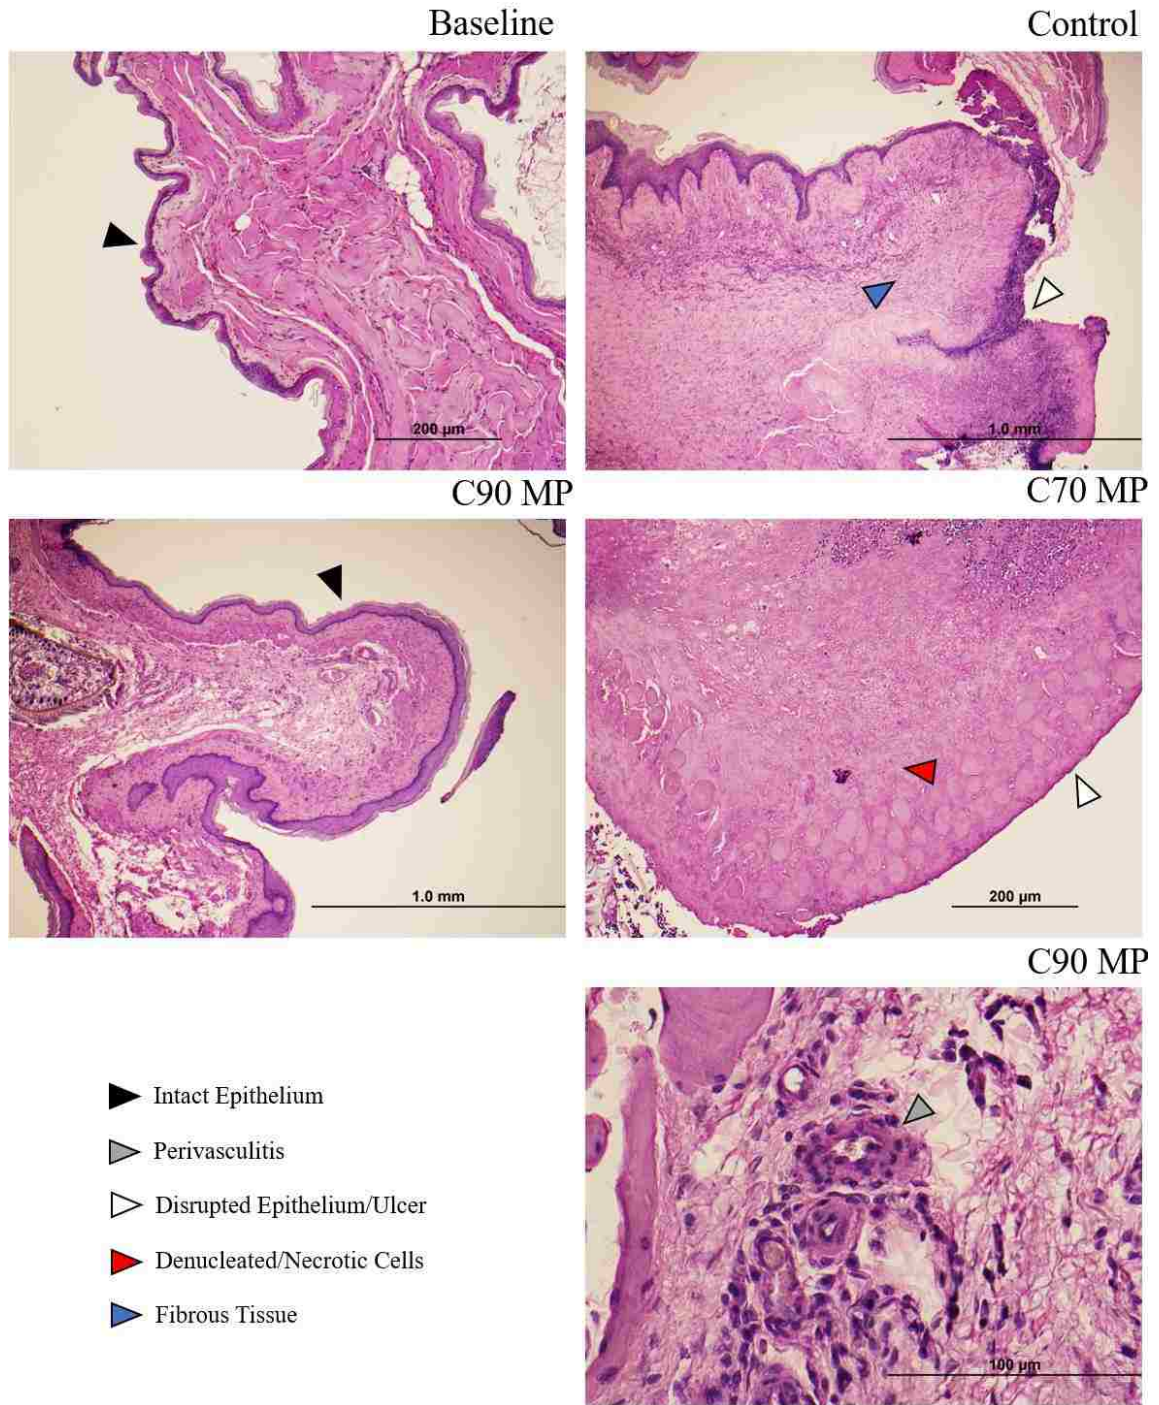 Baseline
Control
200 µm
1.0 mm
C90 MP
C70 MP
1.0 mm
200 µm
C90 MP
Intact Epithelium
Perivasculitis
Disrupted Epithelium/Ulcer
Denucleated/Necrotic Cells
Fibrous Tissue
100 µm